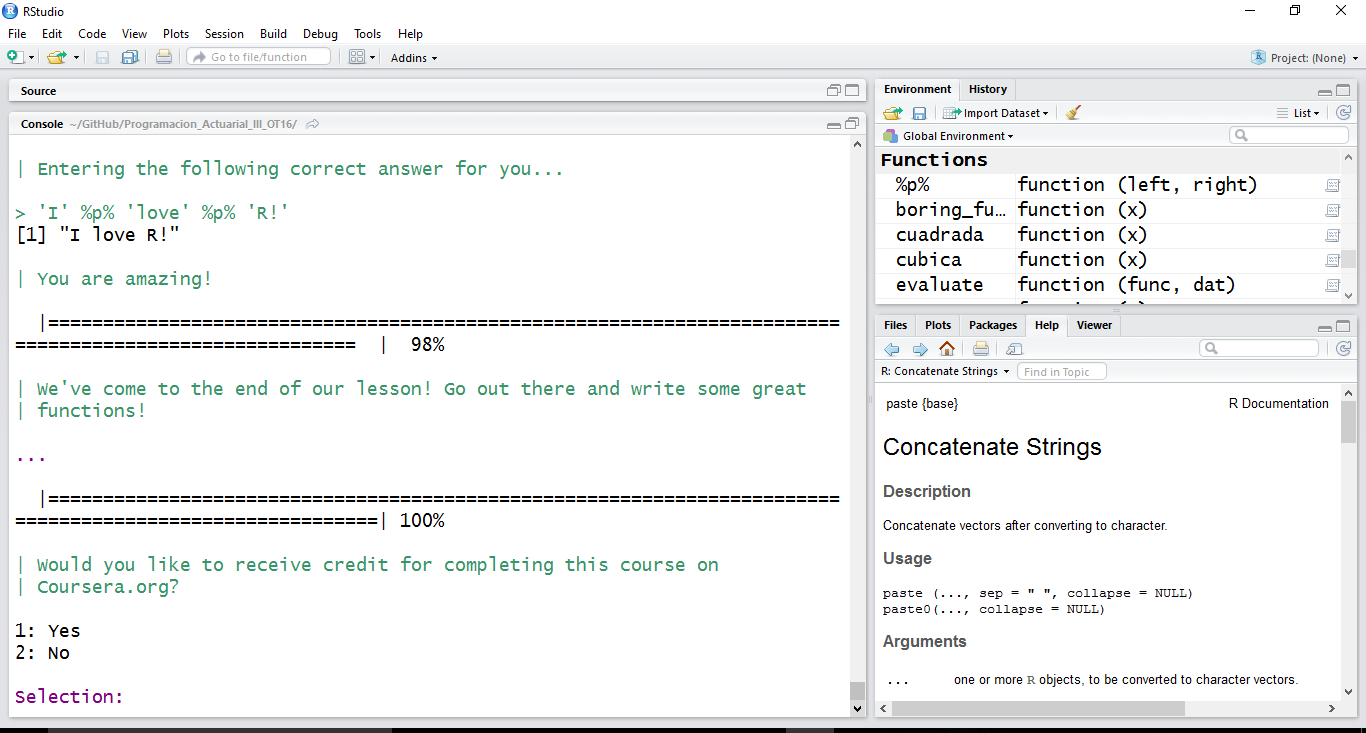 RStudio
File Edit Code View Plots Session Build Debug Tools Help
Go to file/function Addins Project: (None)
Source
Console ~/GitHub/Programacion_Actuarial_III_OT16/
| Entering the following correct answer for you...
> 'I' %p% 'love' %p% 'R!'
[1] "I love R!"
| You are amazing!
|========================================================================
=============================== | 98%
| We've come to the end of our lesson! Go out there and write some great
| functions!
...
|========================================================================
=================================| 100%
| Would you like to receive credit for completing this course on
| Coursera.org?
1: Yes
2: No
Selection:
Environment History
Import Dataset List
Global Environment
Functions
%p% function (left, right)
boring_fu... function (x)
cuadrada function (x)
cubica function (x)
evaluate function (func, dat)
Files Plots Packages Help Viewer
R: Concatenate Strings Find in Topic
paste {base} R Documentation
Concatenate Strings
Description
Concatenate vectors after converting to character.
Usage
paste (..., sep = " ", collapse = NULL)
paste0(..., collapse = NULL)
Arguments
... one or more R objects, to be converted to character vectors.